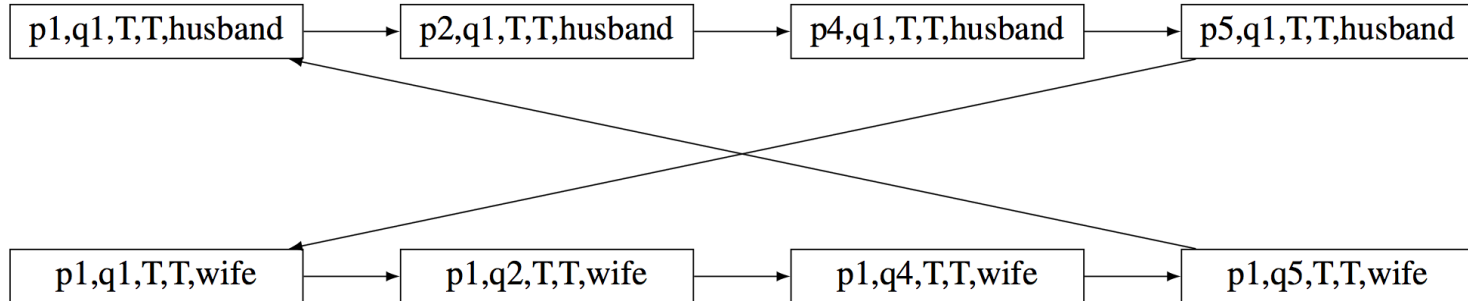 p1,q1,T,T,husband
p2,q1,T,T,husband
p4,q1,T,T,husband
p5,q1,T,T,husband
p1,q1,T,T,wife
p1,q2,T,T,wife
p1,q4,T,T,wife
p1,q5,T,T,wife